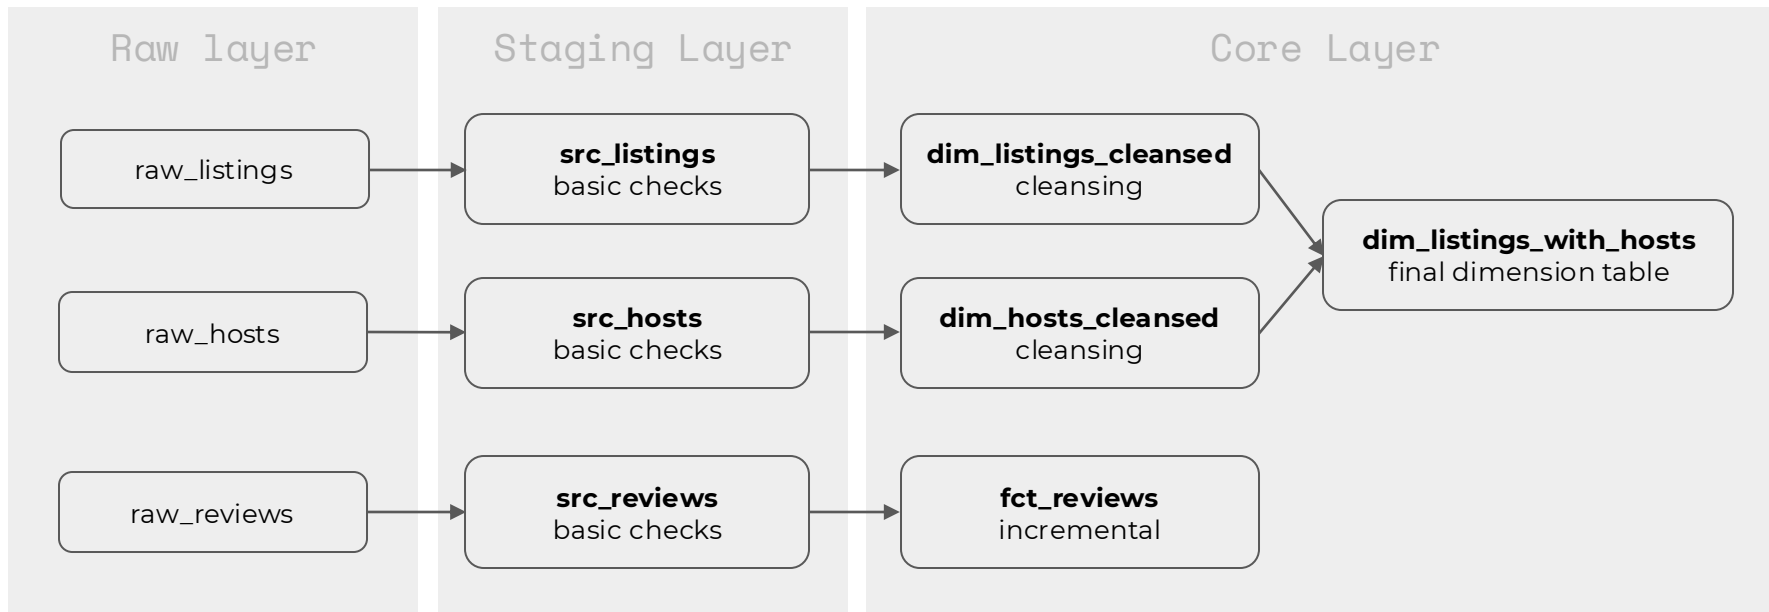 Raw layer
Staging Layer
Core Layer
raw_listings
src_listings
basic checks
dim_listings_cleansed
cleansing
dim_listings_with_hosts
final dimension table
raw_hosts
src_hosts
basic checks
dim_hosts_cleansed
cleansing
raw_reviews
src_reviews
basic checks
fct_reviews
incremental